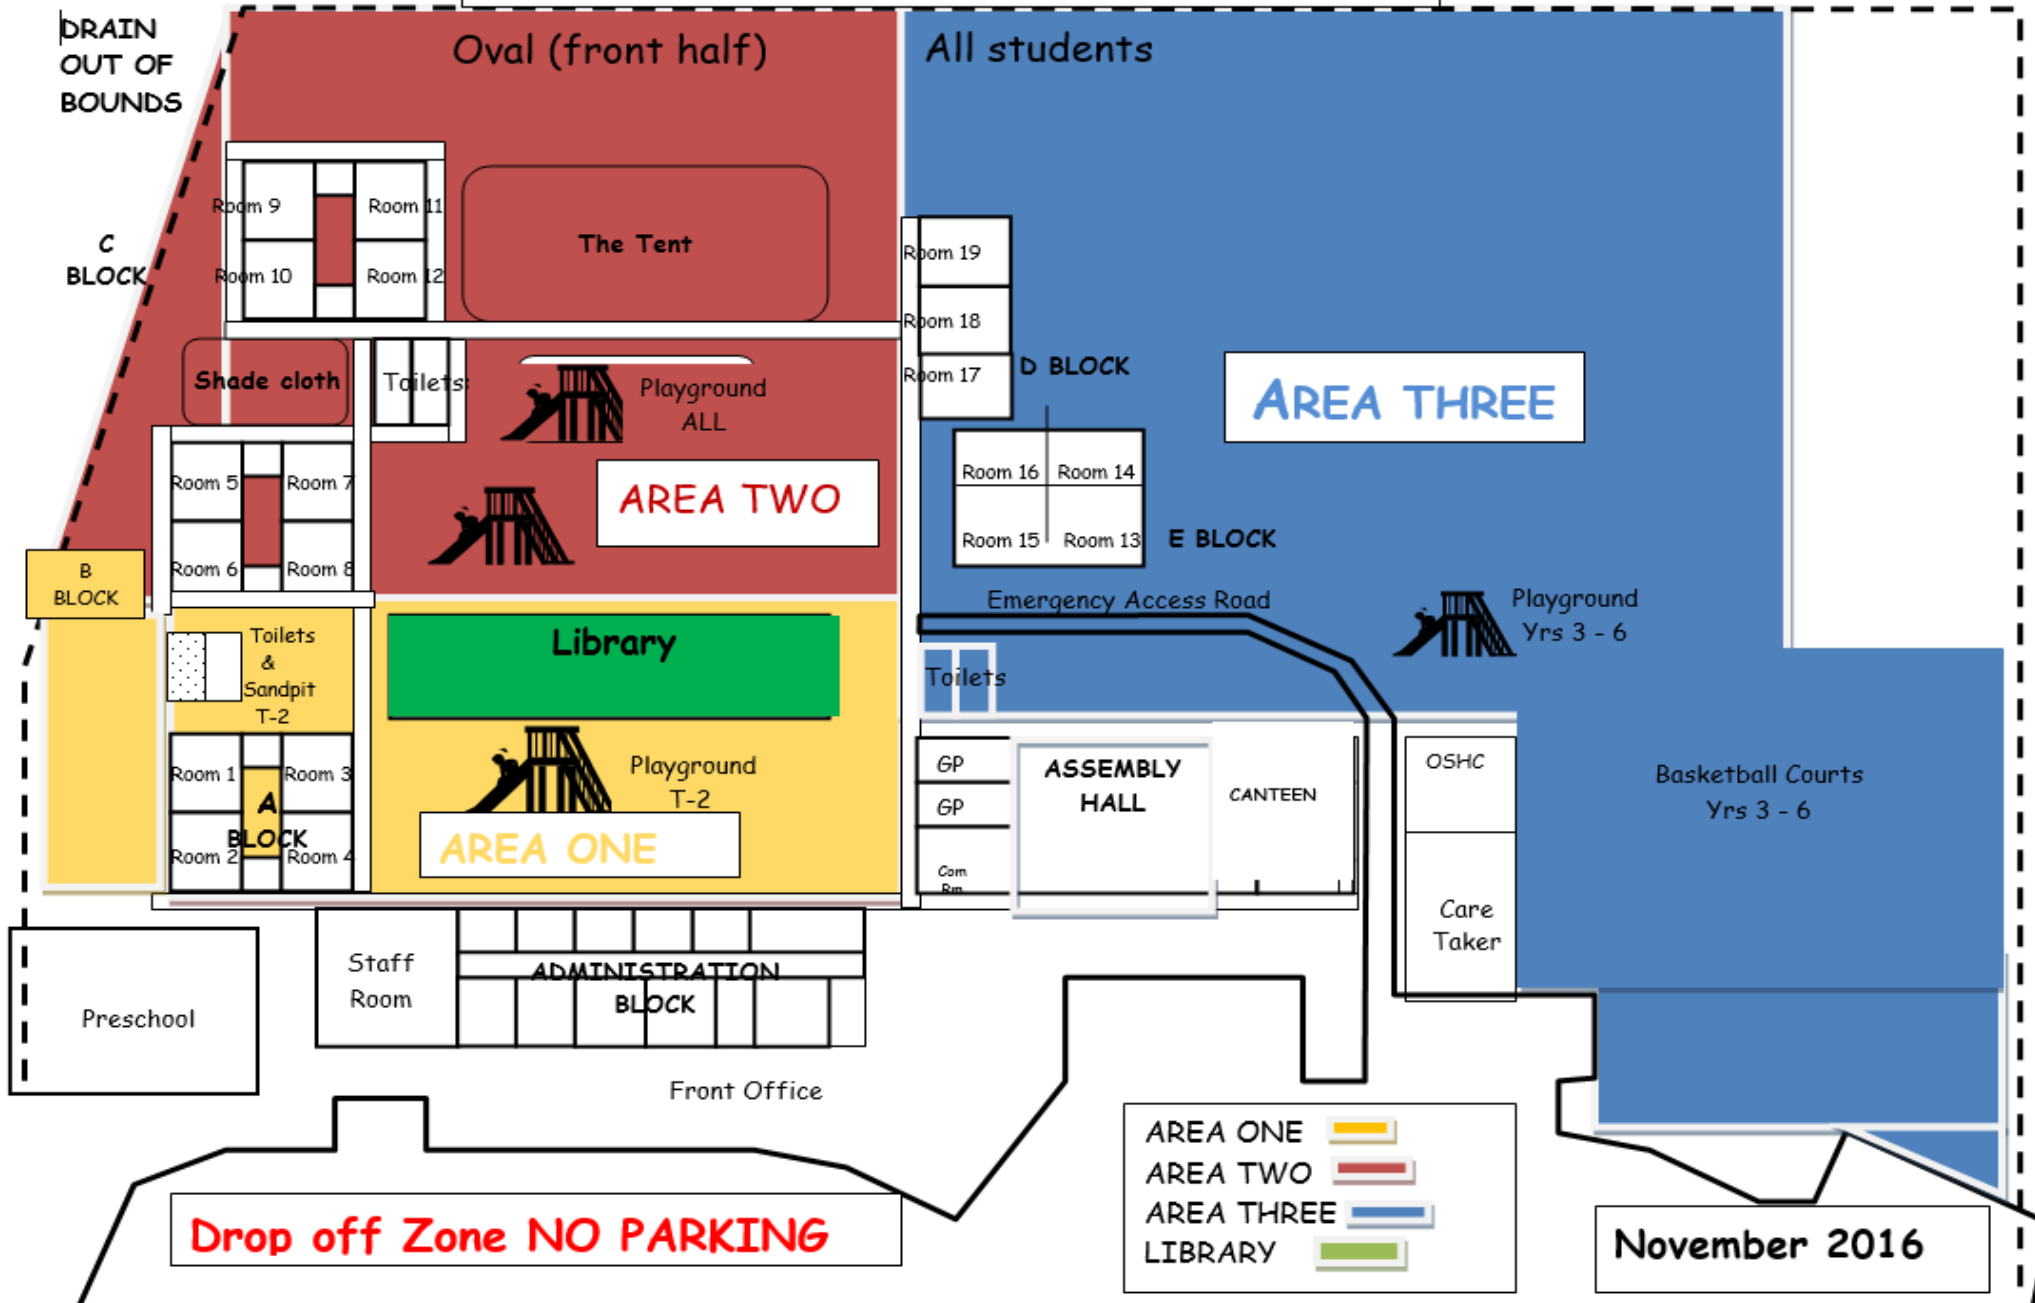 DRAIN
OUT OF
BOUNDS
Oval (front half)
All students
C
BLOCK
Room 9
Room 11
Room 10
Room 12
The Tent
Room 19
Room 18
Room 17
D BLOCK
AREA THREE
Shade cloth
Toilets
Playground
ALL
AREA TWO
Room 5
Room 7
Room 6
Room 8
Room 16
Room 14
Room 15
Room 13
E BLOCK
B
BLOCK
Emergency Access Road
Playground
Yrs 3 - 6
Toilets
&
Sandpit
T-2
Library
Toilets
Room 1
Room 3
A
BLOCK
Room 2
Room 4
Playground
T-2
AREA ONE
GP
GP
Com
Rm
ASSEMBLY
HALL
CANTEEN
OSHC
Care
Taker
Basketball Courts
Yrs 3 - 6
Preschool
Staff
Room
ADMINISTRATION
BLOCK
Front Office
AREA ONE
AREA TWO
AREA THREE
LIBRARY
Drop off Zone NO PARKING
November 2016